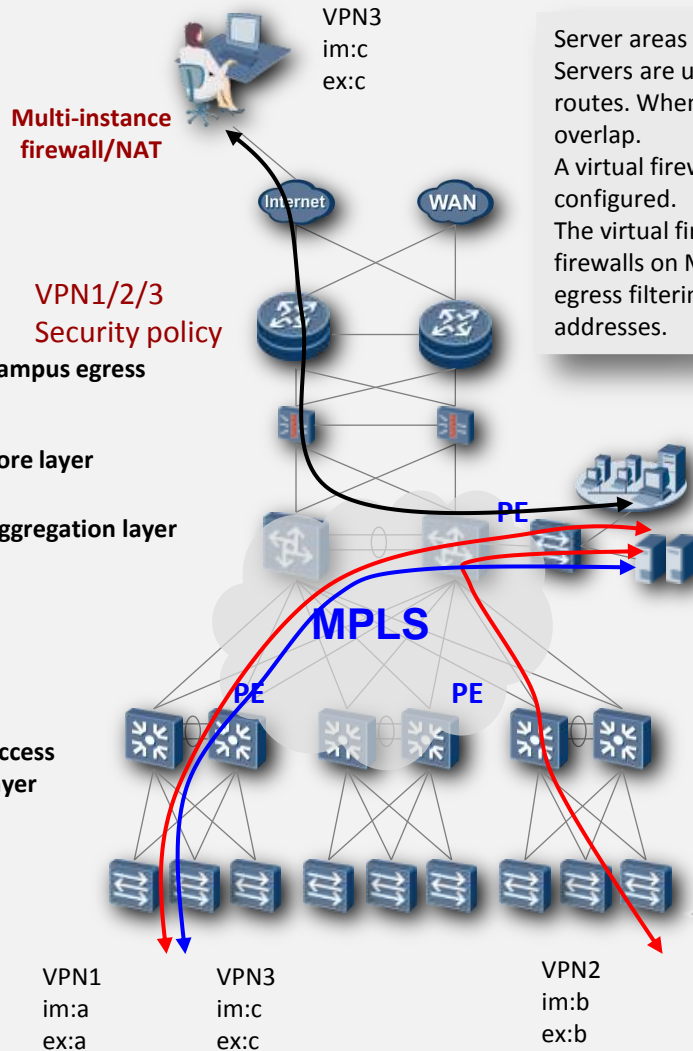 VPN3
im:c
ex:c
Multi-instance
firewall/NAT
Server areas
Servers are u
routes. When
overlap.
A virtual firew
configured.
The virtual fir
firewalls on M
egress filterin
addresses.
Internet
WAN
VPN1/2/3
Security policy
ampus egress
ore layer
ggregation layer
PE
MPLS
PE
PE
ccess
yer
VPN1
im:a
ex:a
VPN3
im:c
ex:c
VPN2
im:b
ex:b